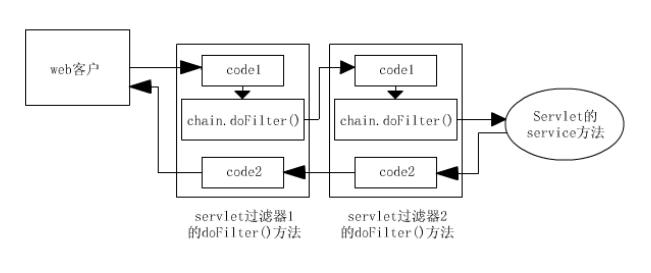 web客户
code1
chain.doFilter()
code2
servlet过滤器1
的doFilter()方法
code1
chain.doFilter()
code2
servlet过滤器2
的doFilter()方法
Servlet的
service方法